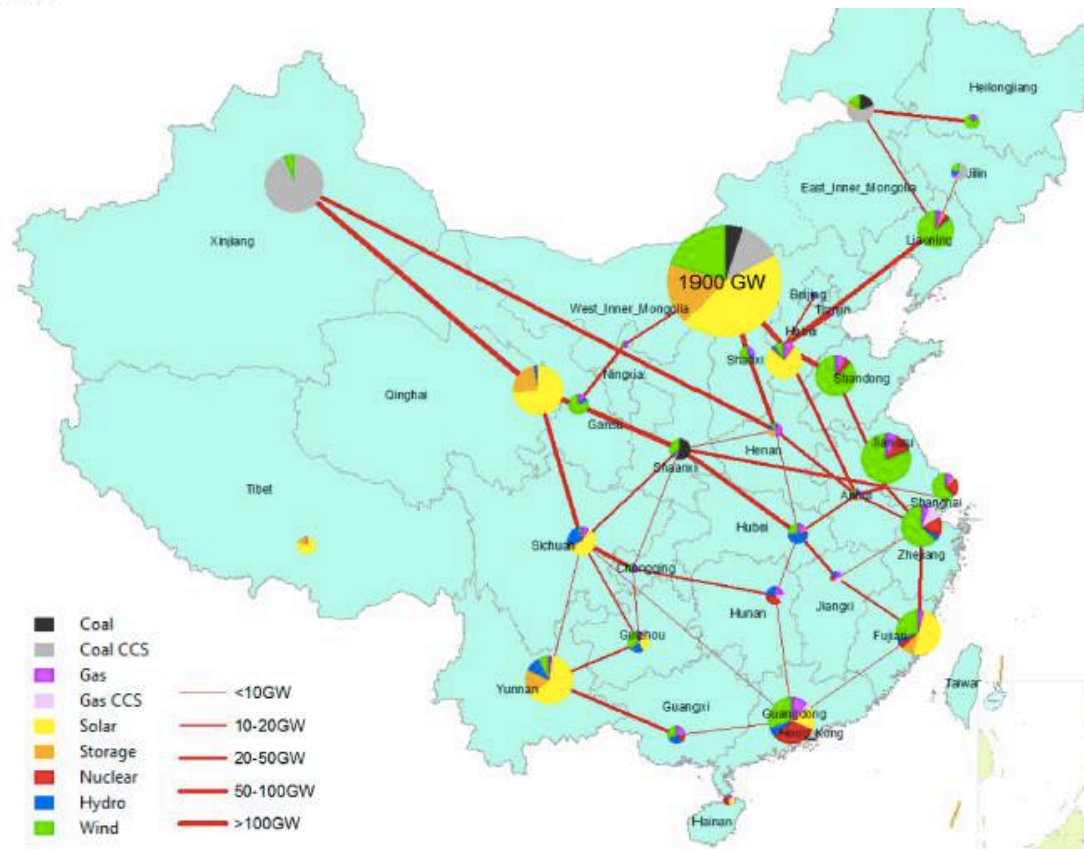 Heilongjiang
Jilin
East_Inner_Mongolia
Liaoning
Xinjiang
1900 GW
Beijing
West_Inner_Mongolia
Tianjin
Shanxi
Shandong
Ningxia
Qinghai
Gansu
Henan
Jiangsu
Shaanxi
Tibet
Anhui
Shanghai
Hubei
Sichuan
Zhejiang
Chongqing
Hunan
Jiangxi
Guizhou
Fujian
Yunnan
Taiwar
Guangxi
Guangdong
Hong_Kong
Hainan
Coal
Coal CCS
Gas
Gas CCS
Solar
Storage
Nuclear
Hydro
Wind
<10GW
10-20GW
20-50GW
50-100GW
>100GW